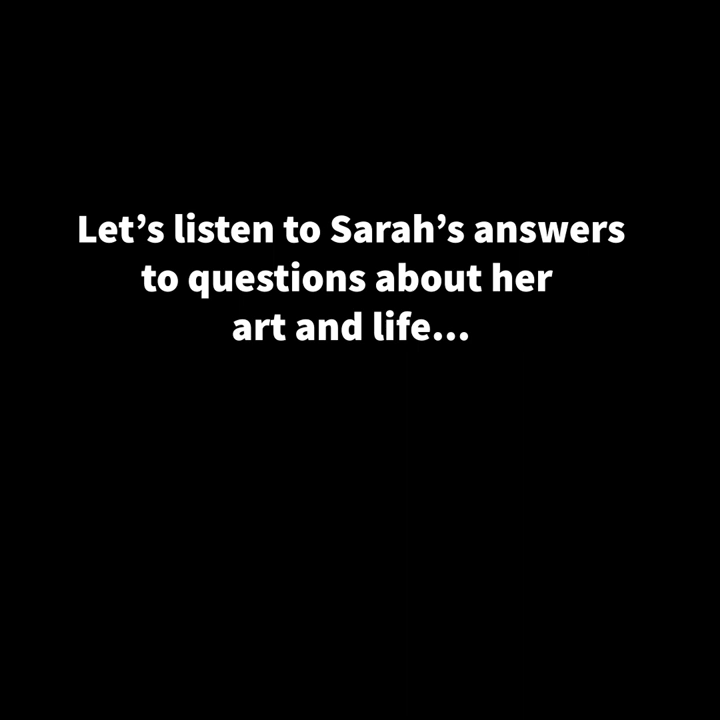 Let’s listen to Sarah’s answers
to questions about her
art and life...